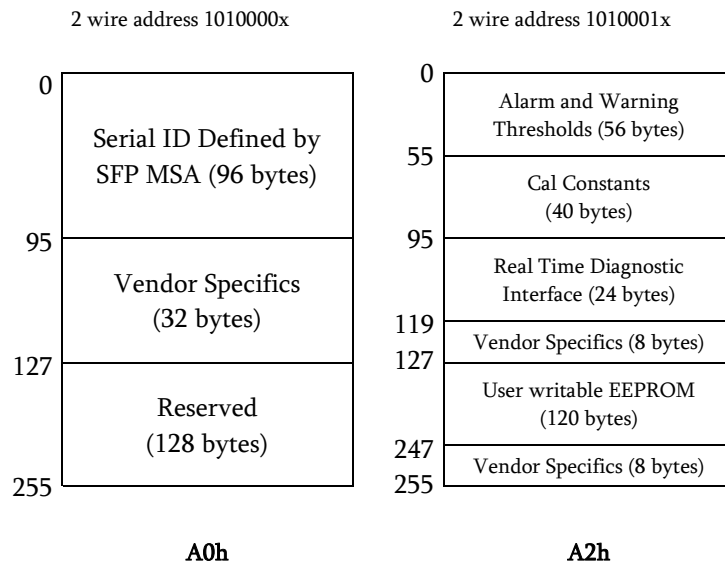 2 wire address 1010000x
0
Serial ID Defined by
SFP MSA (96 bytes)
95
Vendor Specifics
(32 bytes)
127
Reserved
(128 bytes)
255
A0h
2 wire address 1010001x
0
Alarm and Warning
Thresholds (56 bytes)
55
Cal Constants
(40 bytes)
95
Real Time Diagnostic
Interface (24 bytes)
119
Vendor Specifics (8 bytes)
127
User writable EEPROM
(120 bytes)
247
Vendor Specifics (8 bytes)
255
A2h